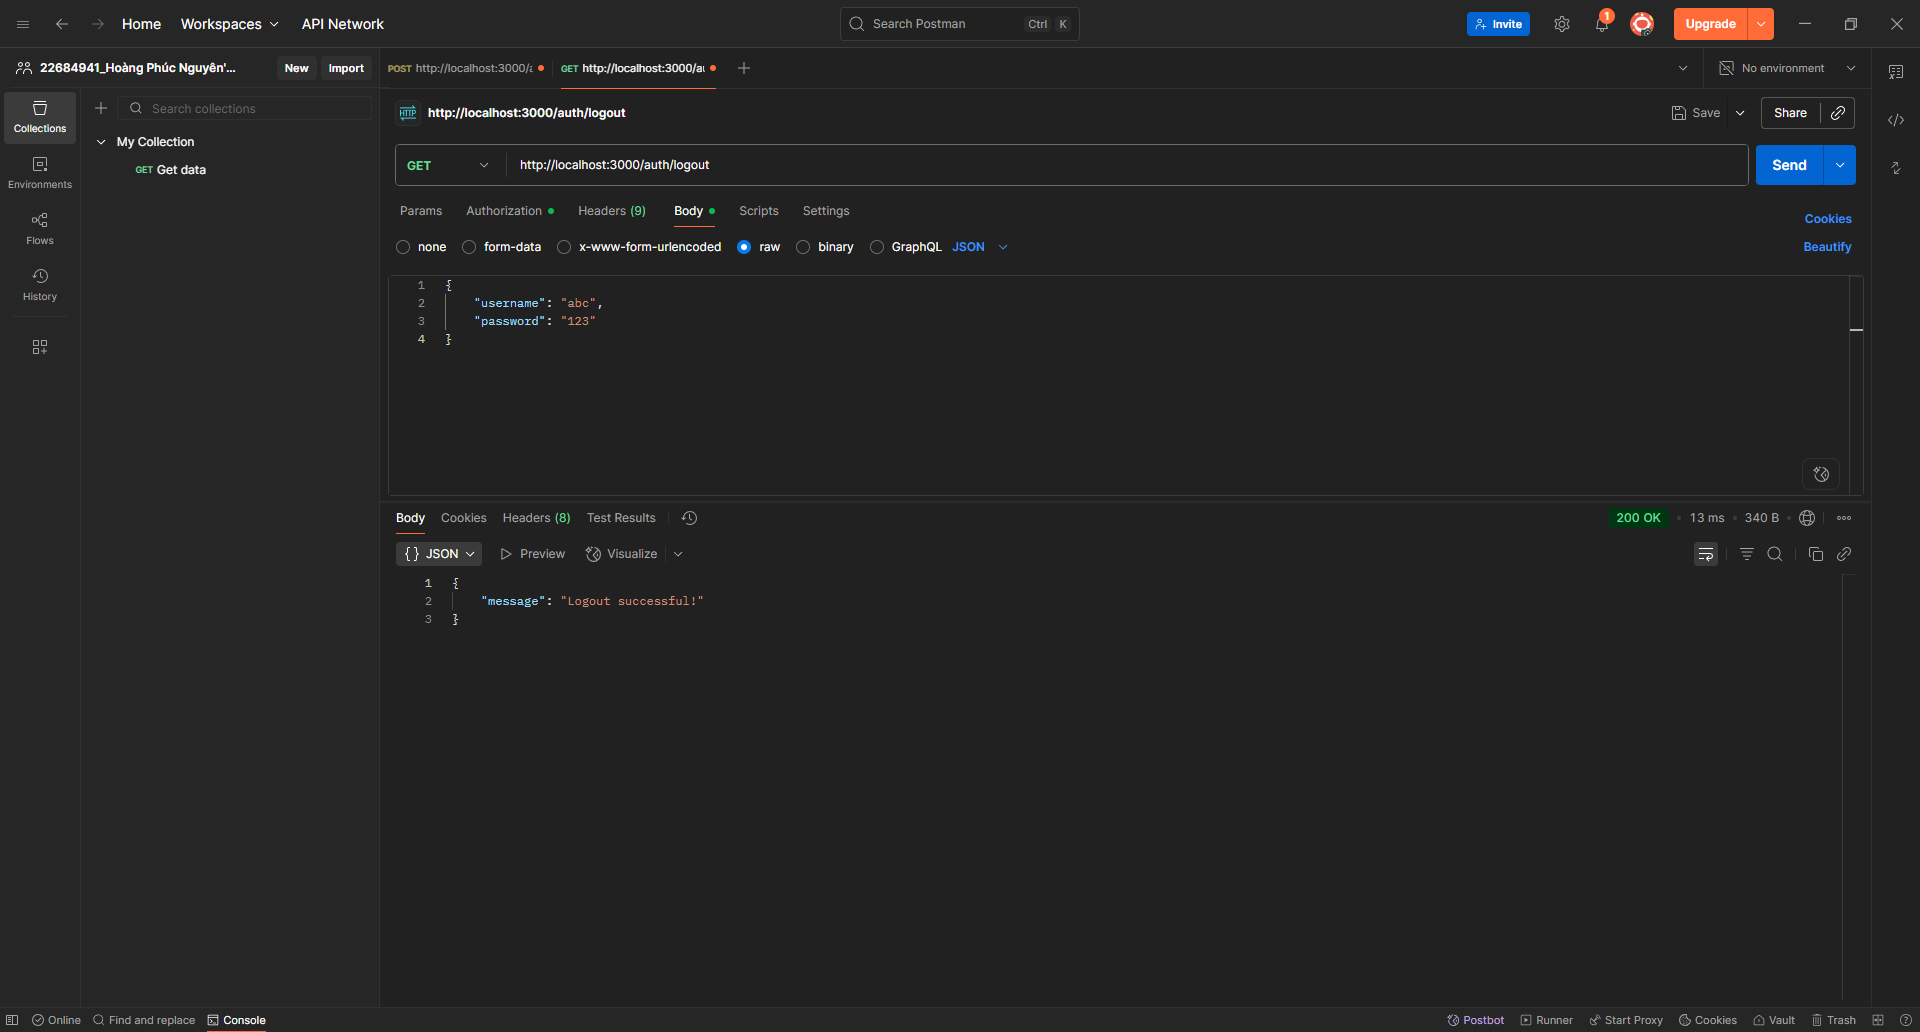 Home
Workspaces
API Network
Search Postman
Ctrl
K
Invite
1
Upgrade
22684941_Hoàng Phúc Nguyên'...
New
Import
POST http://localhost:3000/a
GET http://localhost:3000/au
No environment
Collections
Environments
Flows
History
Search collections
My Collection
GET Get data
HTTP http://localhost:3000/auth/logout
Save
Share
GET
http://localhost:3000/auth/logout
Send
Params
Authorization
Headers (9)
Body
Scripts
Settings
Cookies
none
form-data
x-www-form-urlencoded
raw
binary
GraphQL
JSON
Beautify
1 {
2 "username": "abc",
3 "password": "123"
4 }
Body
Cookies
Headers (8)
Test Results
200 OK
13 ms
340 B
{ } JSON
Preview
Visualize
1 {
2 "message": "Logout successful!"
3 }
Online
Find and replace
Console
Postbot
Runner
Start Proxy
Cookies
Vault
Trash